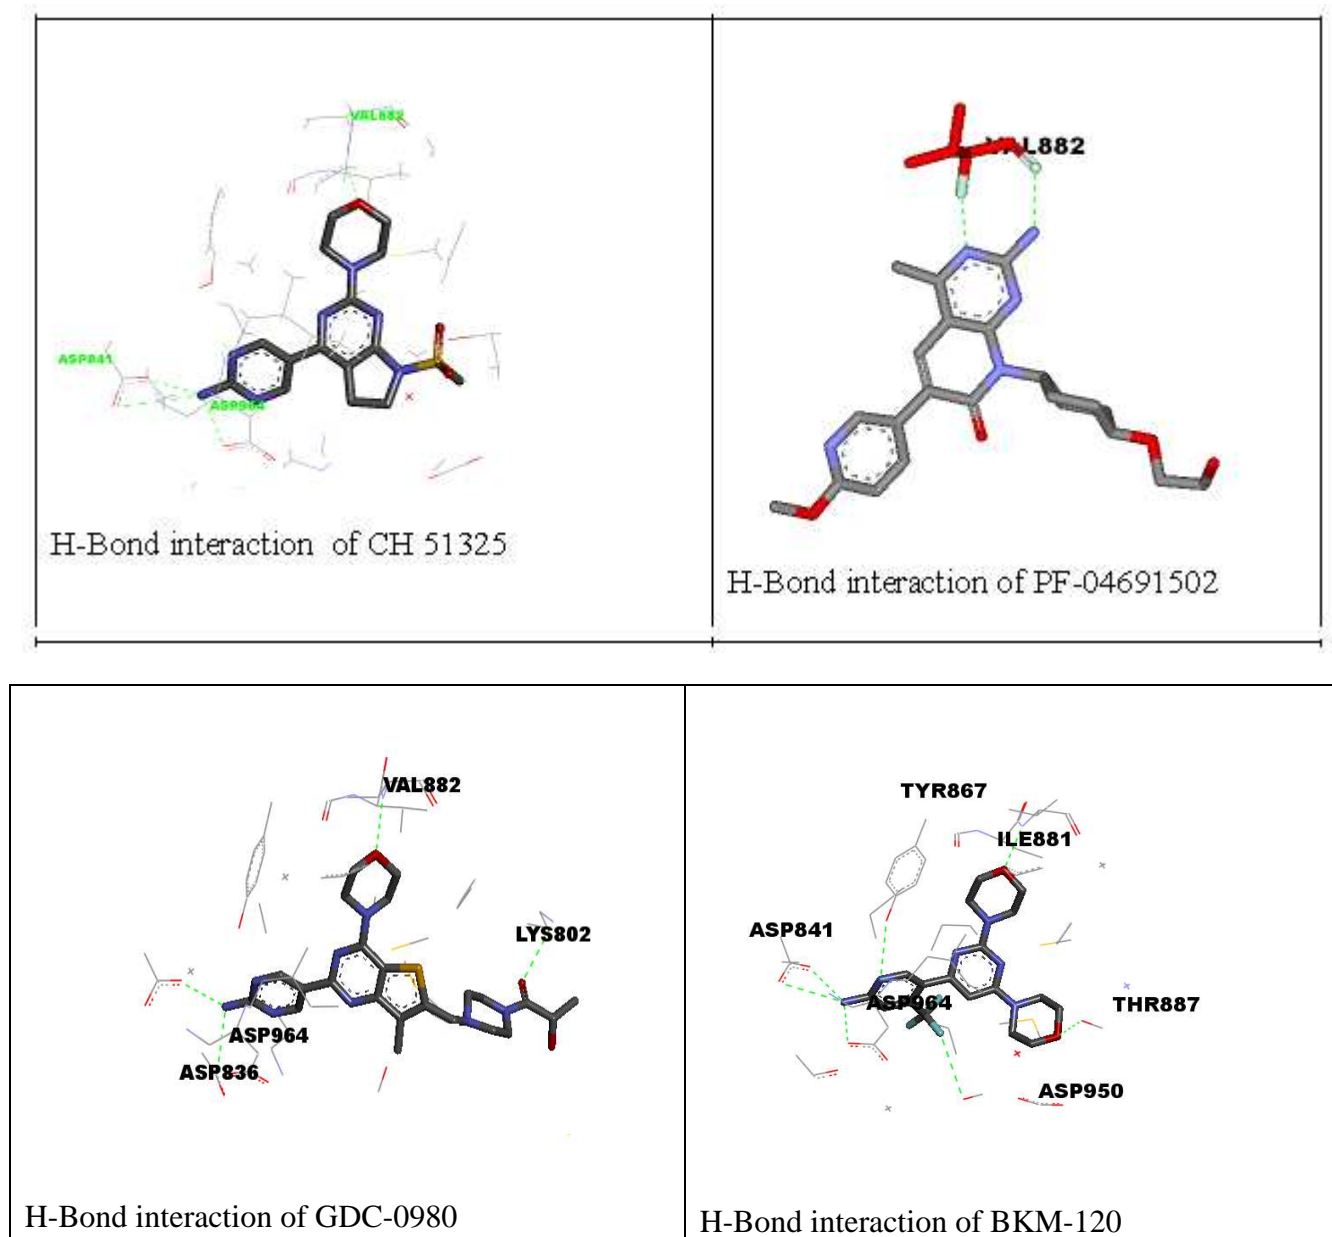 VAL882
ASP841
ASP964
H-Bond interaction of CH 51325
VAL882
H-Bond interaction of PF-04691502
VAL882
LYS802
ASP964
ASP836
H-Bond interaction of GDC-0980
TYR867
ILE881
ASP841
ASP964
THR887
ASP950
H-Bond interaction of BKM-120